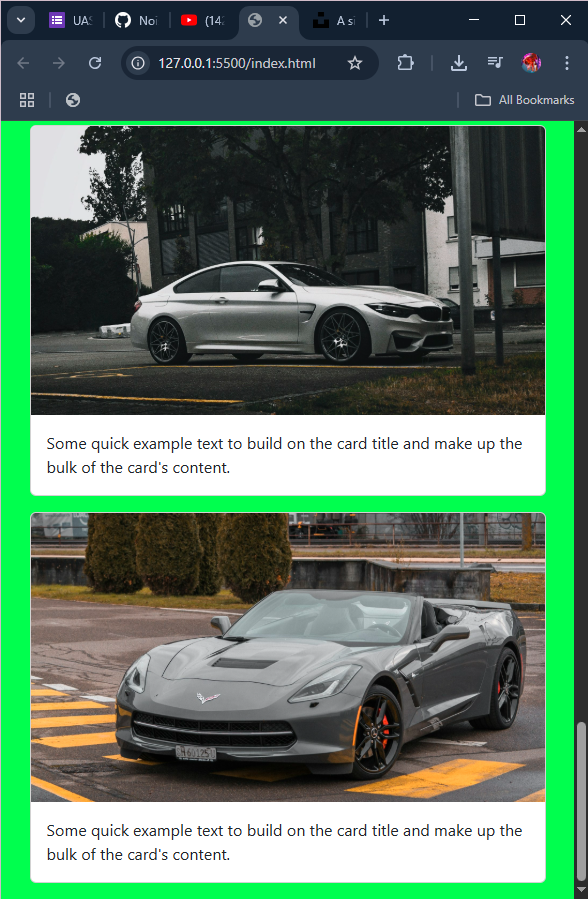 UAS
Noi
(14
A si
127.0.0.1:5500/index.html
All Bookmarks
Some quick example text to build on the card title and make up the
bulk of the card's content.
Some quick example text to build on the card title and make up the
bulk of the card's content.